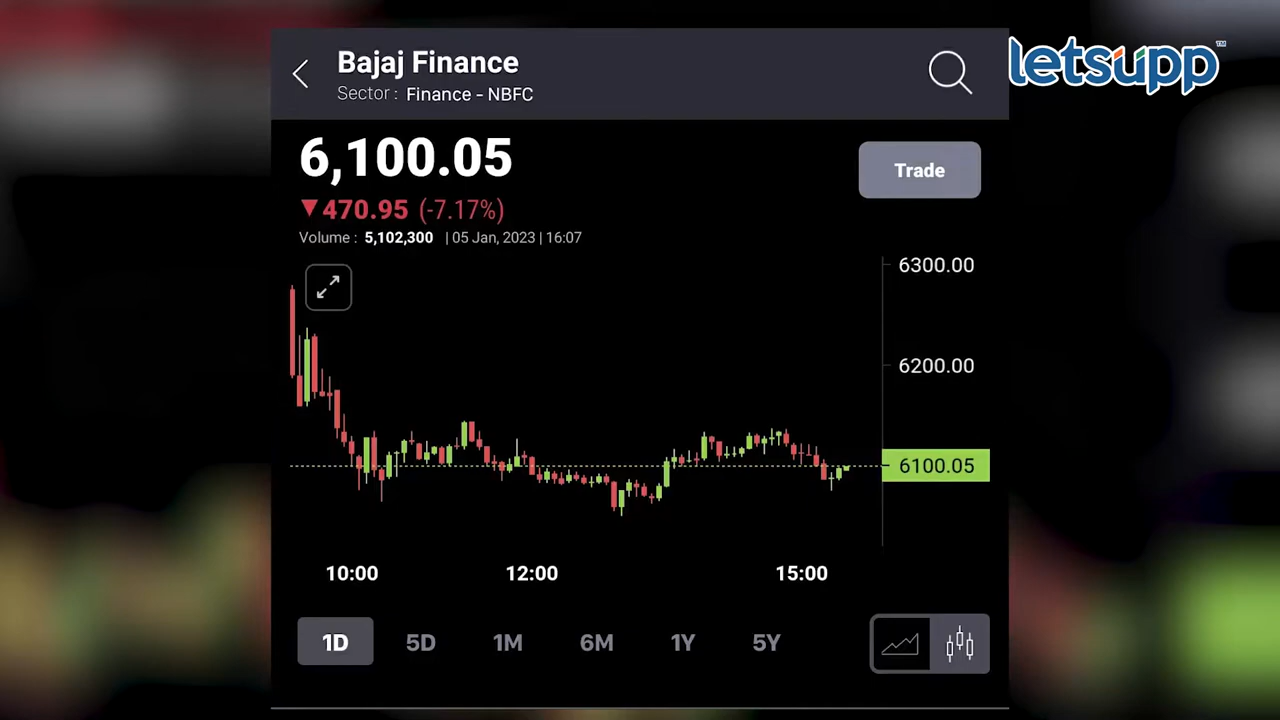 Bajaj Finance
Sector : Finance - NBFC
letsupp™
6,100.05
Trade
▼470.95 (-7.17%)
Volume : 5,102,300 | 05 Jan, 2023 | 16:07
6300.00
6200.00
6100.05
10:00 12:00 15:00
1D 5D 1M 6M 1Y 5Y